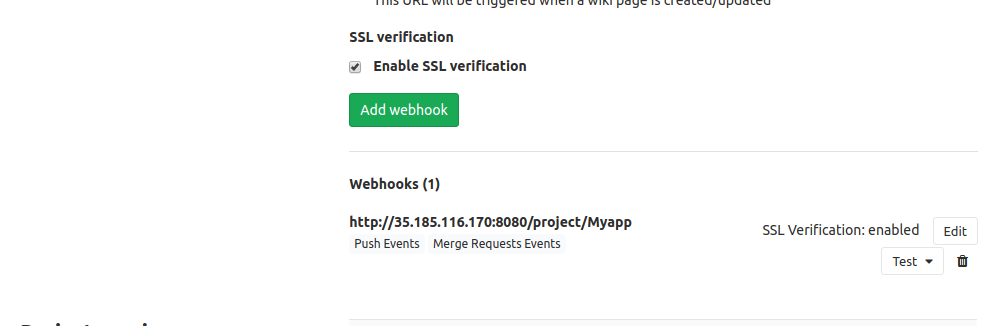 This URL will be triggered when a wiki page is created/updated
SSL verification
Enable SSL verification
Add webhook
Webhooks (1)
http://35.185.116.170:8080/project/Myapp
SSL Verification: enabled Edit
Push Events Merge Requests Events
Test